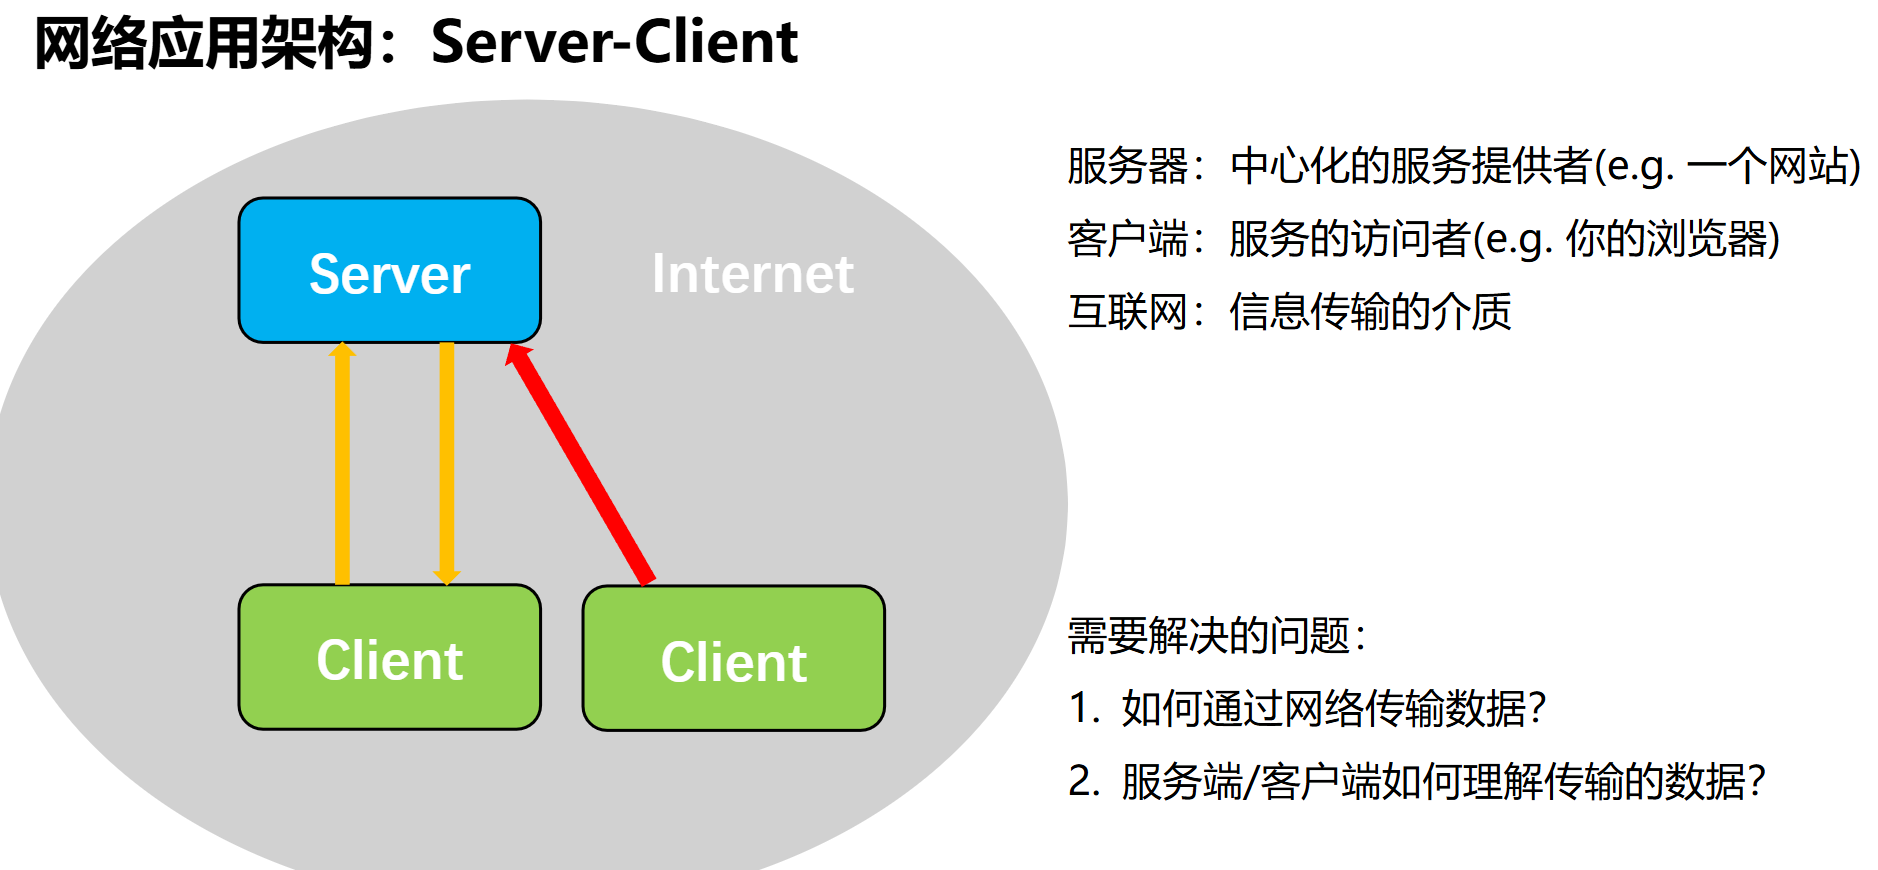 网络应用架构：Server-Client
Server
Internet
Client
Client
服务器：中心化的服务提供者(e.g. 一个网站)
客户端：服务的访问者(e.g. 你的浏览器)
互联网：信息传输的介质
需要解决的问题：
1. 如何通过网络传输数据？
2. 服务端/客户端如何理解传输的数据？